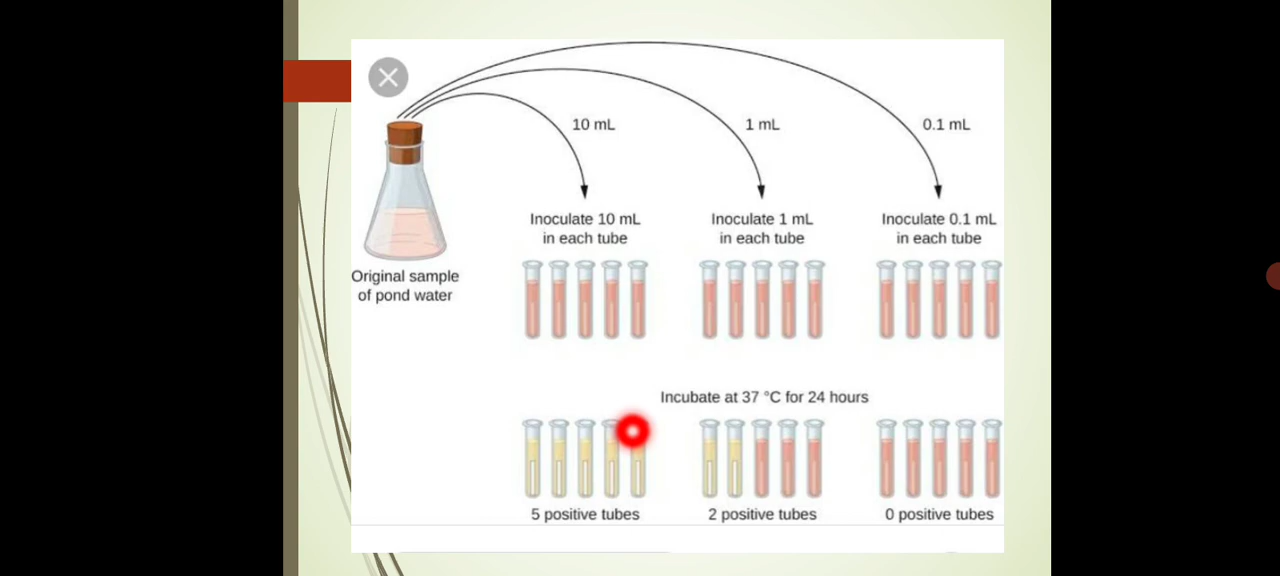 10 mL
1 mL
0.1 mL
Inoculate 10 mL
in each tube
Inoculate 1 mL
in each tube
Inoculate 0.1 mL
in each tube
Original sample
of pond water
Incubate at 37 °C for 24 hours
5 positive tubes
2 positive tubes
0 positive tubes